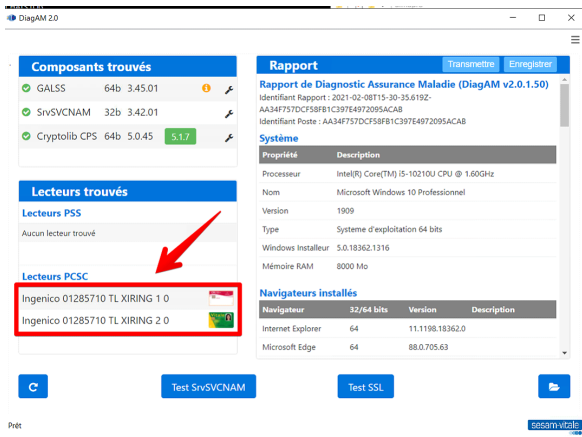 DiagAM 2.0
Composants trouvés
GALSS 64b 3.45.01
SrvSVCNAM 32b 3.42.01
Cryptolib CPS 64b 5.0.45 5.1.7
Lecteurs trouvés
Lecteurs PSS
Aucun lecteur trouvé
Lecteurs PCSC
Ingenico 01285710 TL XIRING 1 0
Ingenico 01285710 TL XIRING 2 0
Rapport Transmettre Enregistrer
Rapport de Diagnostic Assurance Maladie (DiagAM v2.0.1.50)
Identifiant Rapport : 2021-02-08T15-30-35.619Z-
AA34F757DCF58FB1C397E4972095ACAB
Identifiant Poste : AA34F757DCF58FB1C397E4972095ACAB
Système
Propriété Description
Processeur Intel(R) Core(TM) i5-10210U CPU @ 1.60GHz
Nom Microsoft Windows 10 Professionnel
Version 1909
Type Systeme d'exploitation 64 bits
Windows Installeur 5.0.18362.1316
Mémoire RAM 8000 Mo
Navigateurs installés
Navigateur 32/64 bits Version Description
Internet Explorer 64 11.1198.18362.0
Microsoft Edge 64 88.0.705.63
Test SrvSVCNAM
Test SSL
Prêt
sesam-vitale